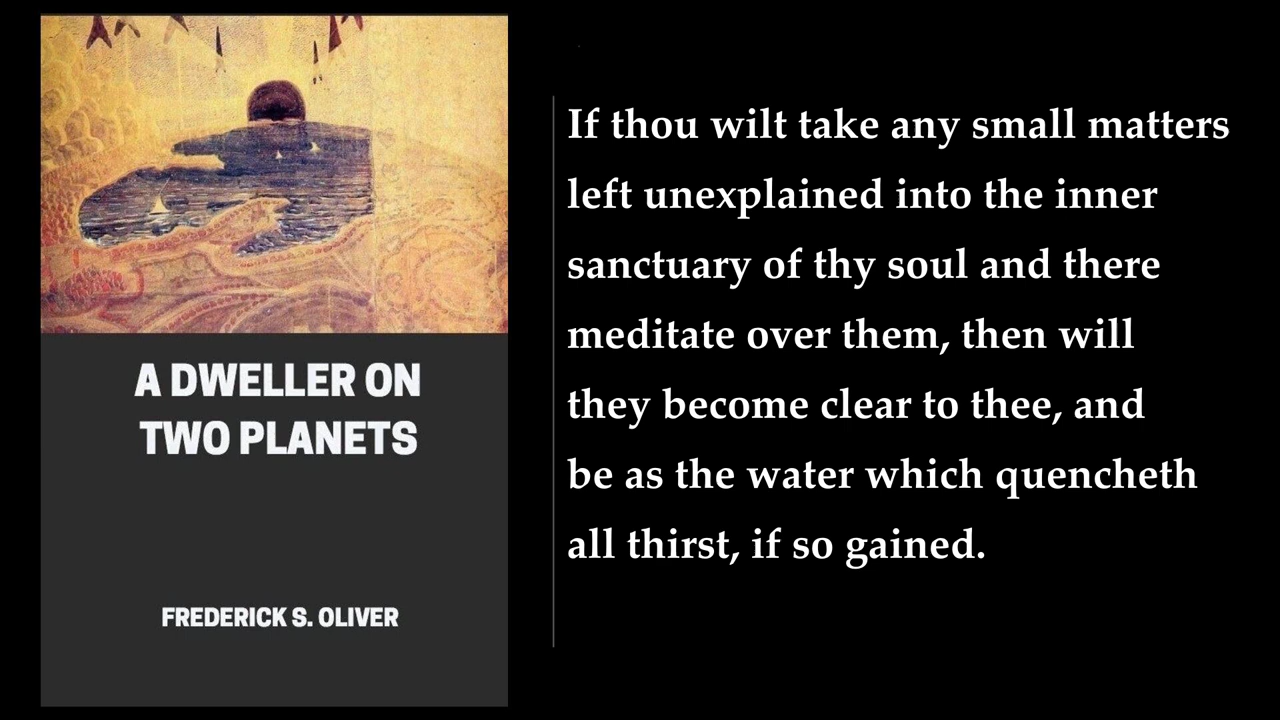 A DWELLER ON
TWO PLANETS
FREDERICK S. OLIVER
If thou wilt take any small matters
left unexplained into the inner
sanctuary of thy soul and there
meditate over them, then will
they become clear to thee, and
be as the water which quencheth
all thirst, if so gained.